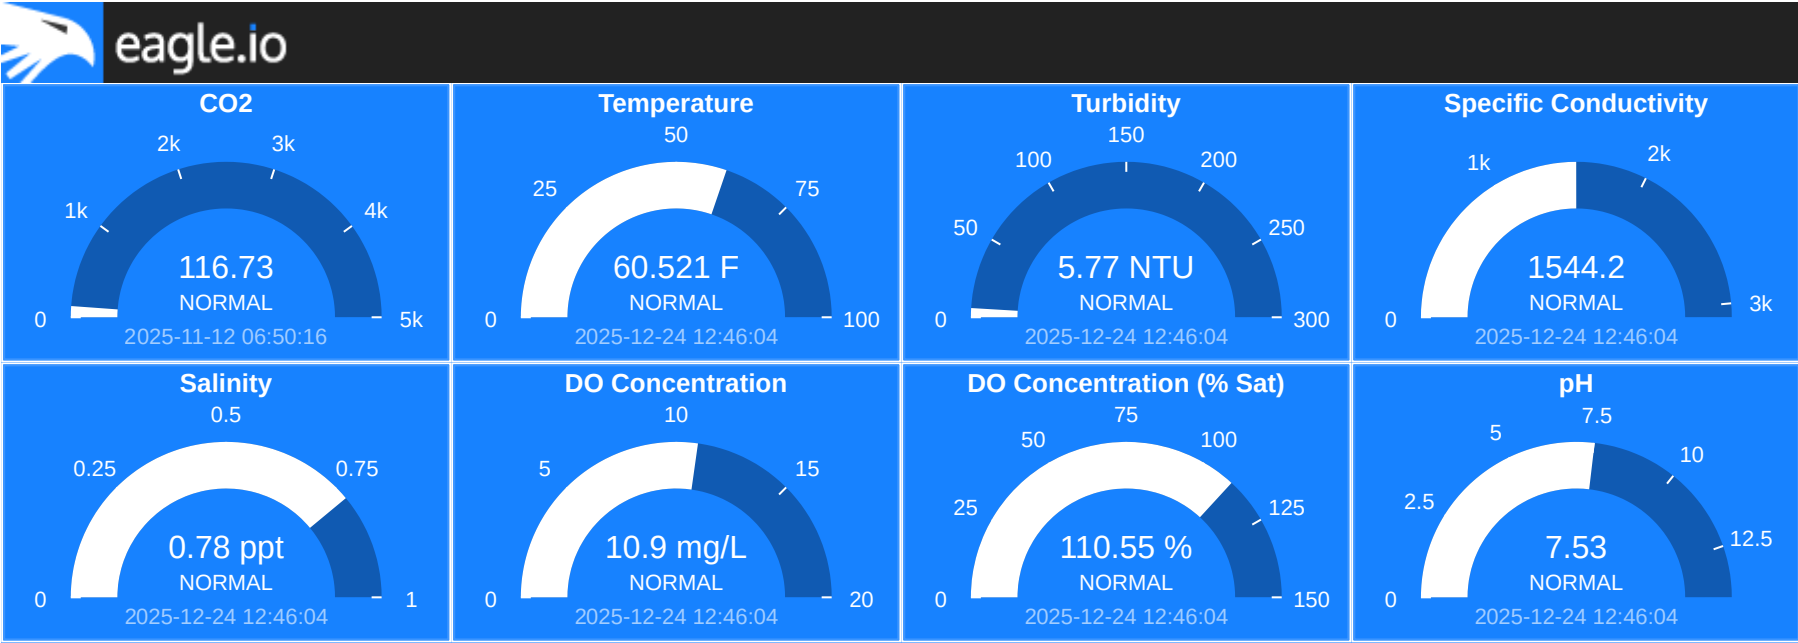 eagle.io
CO2
2k 3k
1k 4k
116.73
NORMAL
0 5k
2025-11-12 06:50:16
Temperature
50
25 75
60.521 F
NORMAL
0 100
2025-12-24 12:46:04
Turbidity
150
100 200
50 250
5.77 NTU
NORMAL
0 300
2025-12-24 12:46:04
Specific Conductivity
1k 2k
1544.2
NORMAL
0 3k
2025-12-24 12:46:04
Salinity
0.5
0.25 0.75
0.78 ppt
NORMAL
0 1
2025-12-24 12:46:04
DO Concentration
10
5 15
10.9 mg/L
NORMAL
0 20
2025-12-24 12:46:04
DO Concentration (% Sat)
75
50 100
25 125
110.55 %
NORMAL
0 150
2025-12-24 12:46:04
pH
7.5
5 10
2.5 12.5
7.53
NORMAL
0
2025-12-24 12:46:04